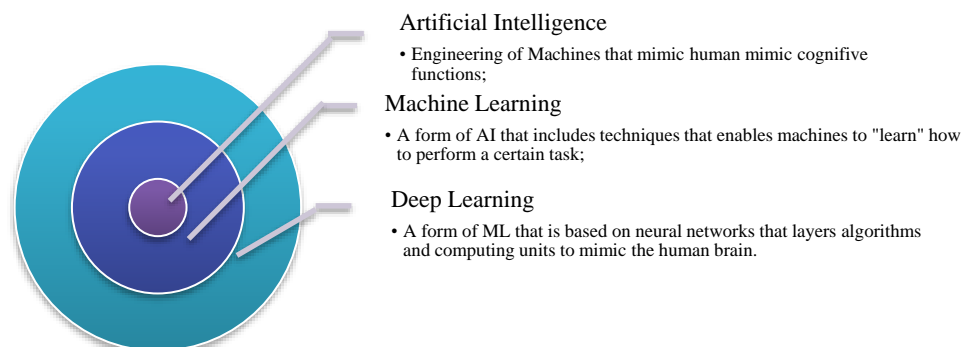 Artificial Intelligence
• Engineering of Machines that mimic human mimic cognifive
functions;
Machine Learning
• A form of AI that includes techniques that enables machines to "learn" how
to perform a certain task;
Deep Learning
• A form of ML that is based on neural networks that layers algorithms
and computing units to mimic the human brain.